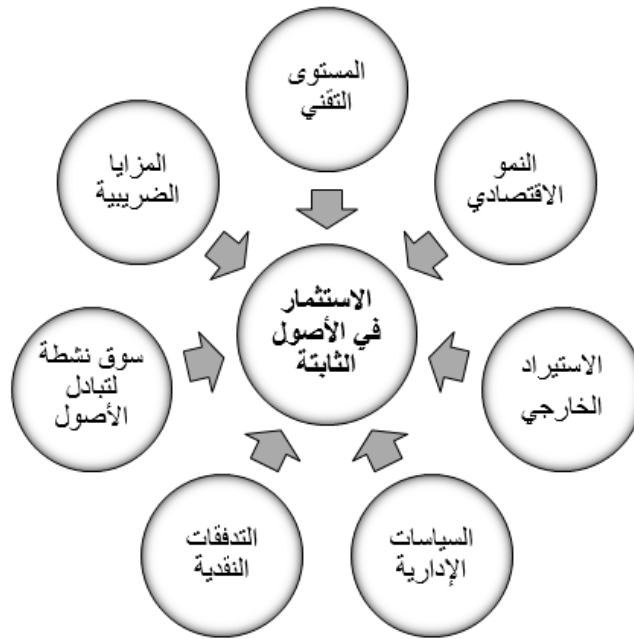 المستوى
التقني
النمو
الاقتصادي
الاستيراد
الخارجي
السياسات
الإدارية
التدفقات
النقدية
سوق نشطة
لتبادل
الأصول
المزايا
الضريبية
الاستثمار
في الأصول
الثابتة